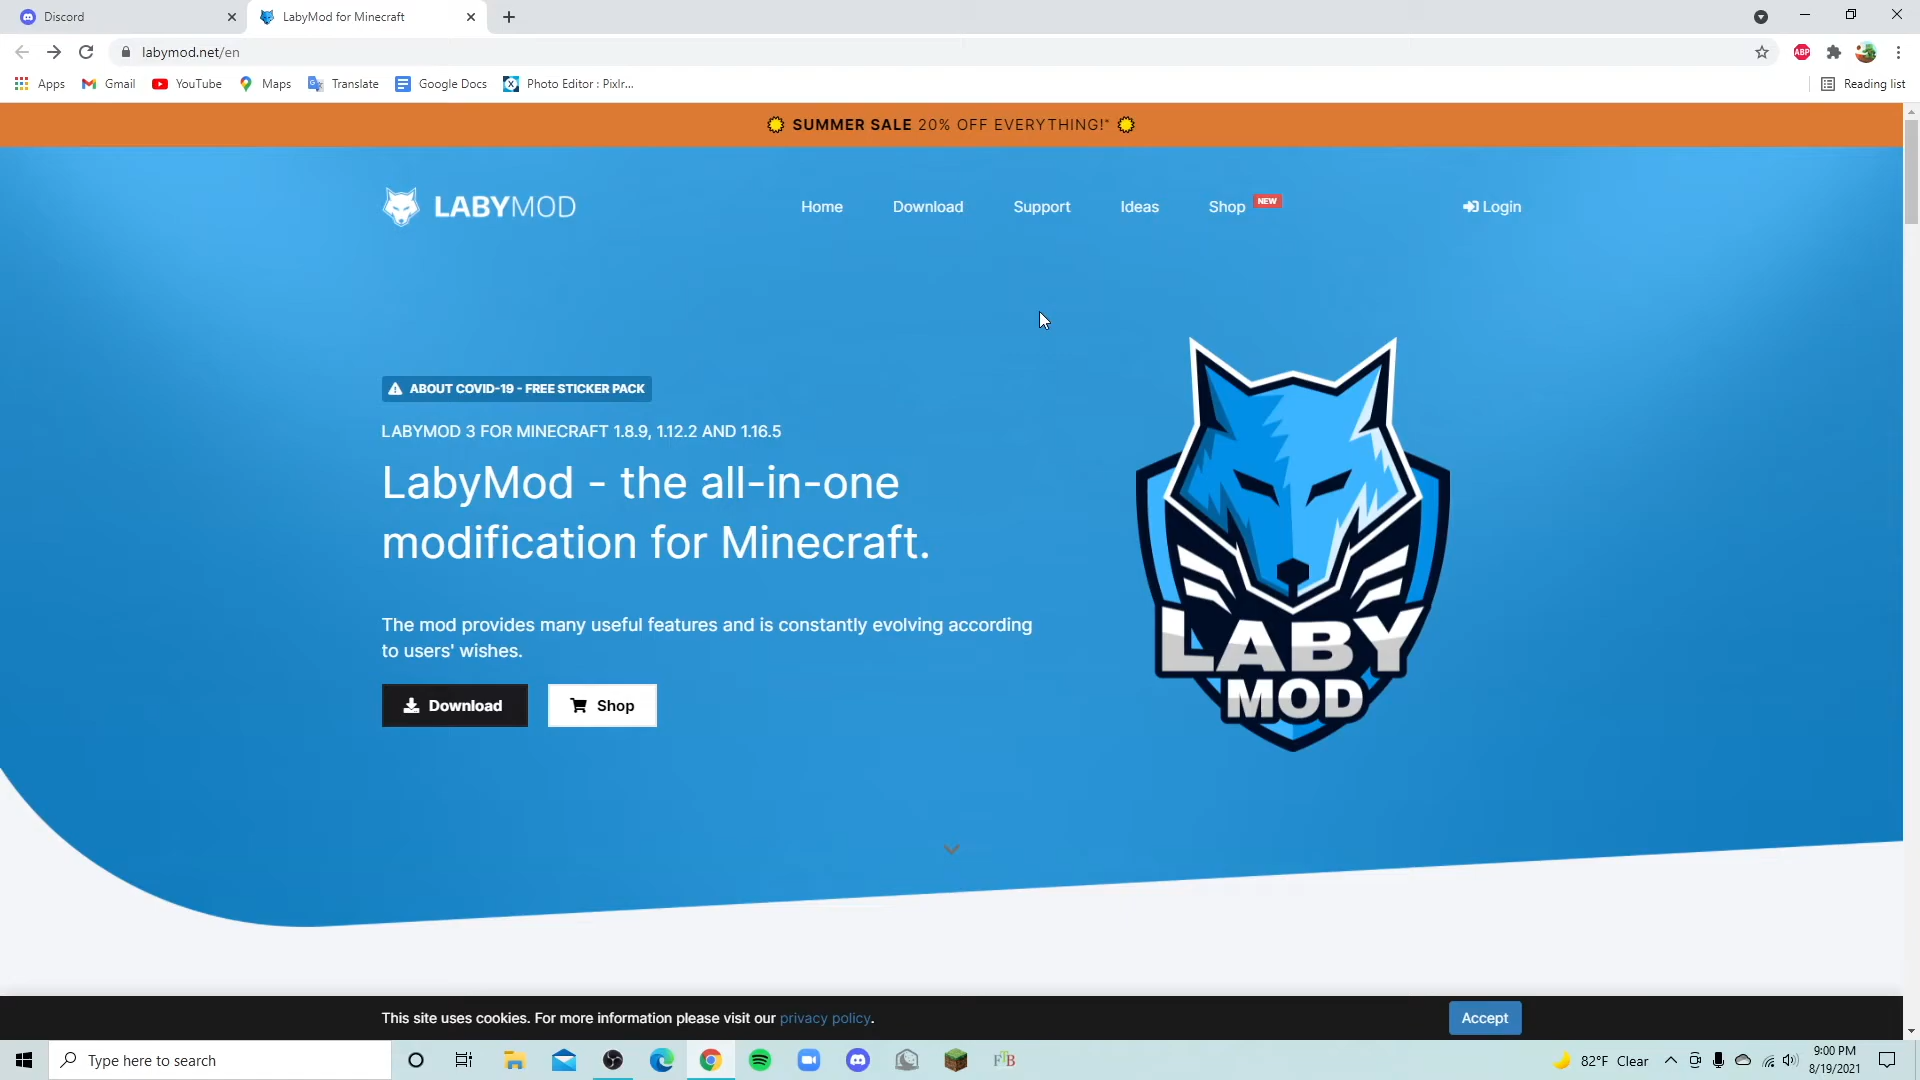 Discord
LabyMod for Minecraft
labymod.net/en
ABP
Apps
Gmail
YouTube
Maps
Translate
Google Docs
Photo Editor : Pixlr...
Reading list
SUMMER SALE 20% OFF EVERYTHING!*
LABYMOD
Home
Download
Support
Ideas
Shop
NEW
Login
ABOUT COVID-19 - FREE STICKER PACK
LABYMOD 3 FOR MINECRAFT 1.8.9, 1.12.2 AND 1.16.5
LabyMod - the all-in-one
modification for Minecraft.
The mod provides many useful features and is constantly evolving according
to users' wishes.
Download
Shop
LABY
MOD
This site uses cookies. For more information please visit our privacy policy.
Accept
Type here to search
FTB
82°F Clear
9:00 PM
8/19/2021